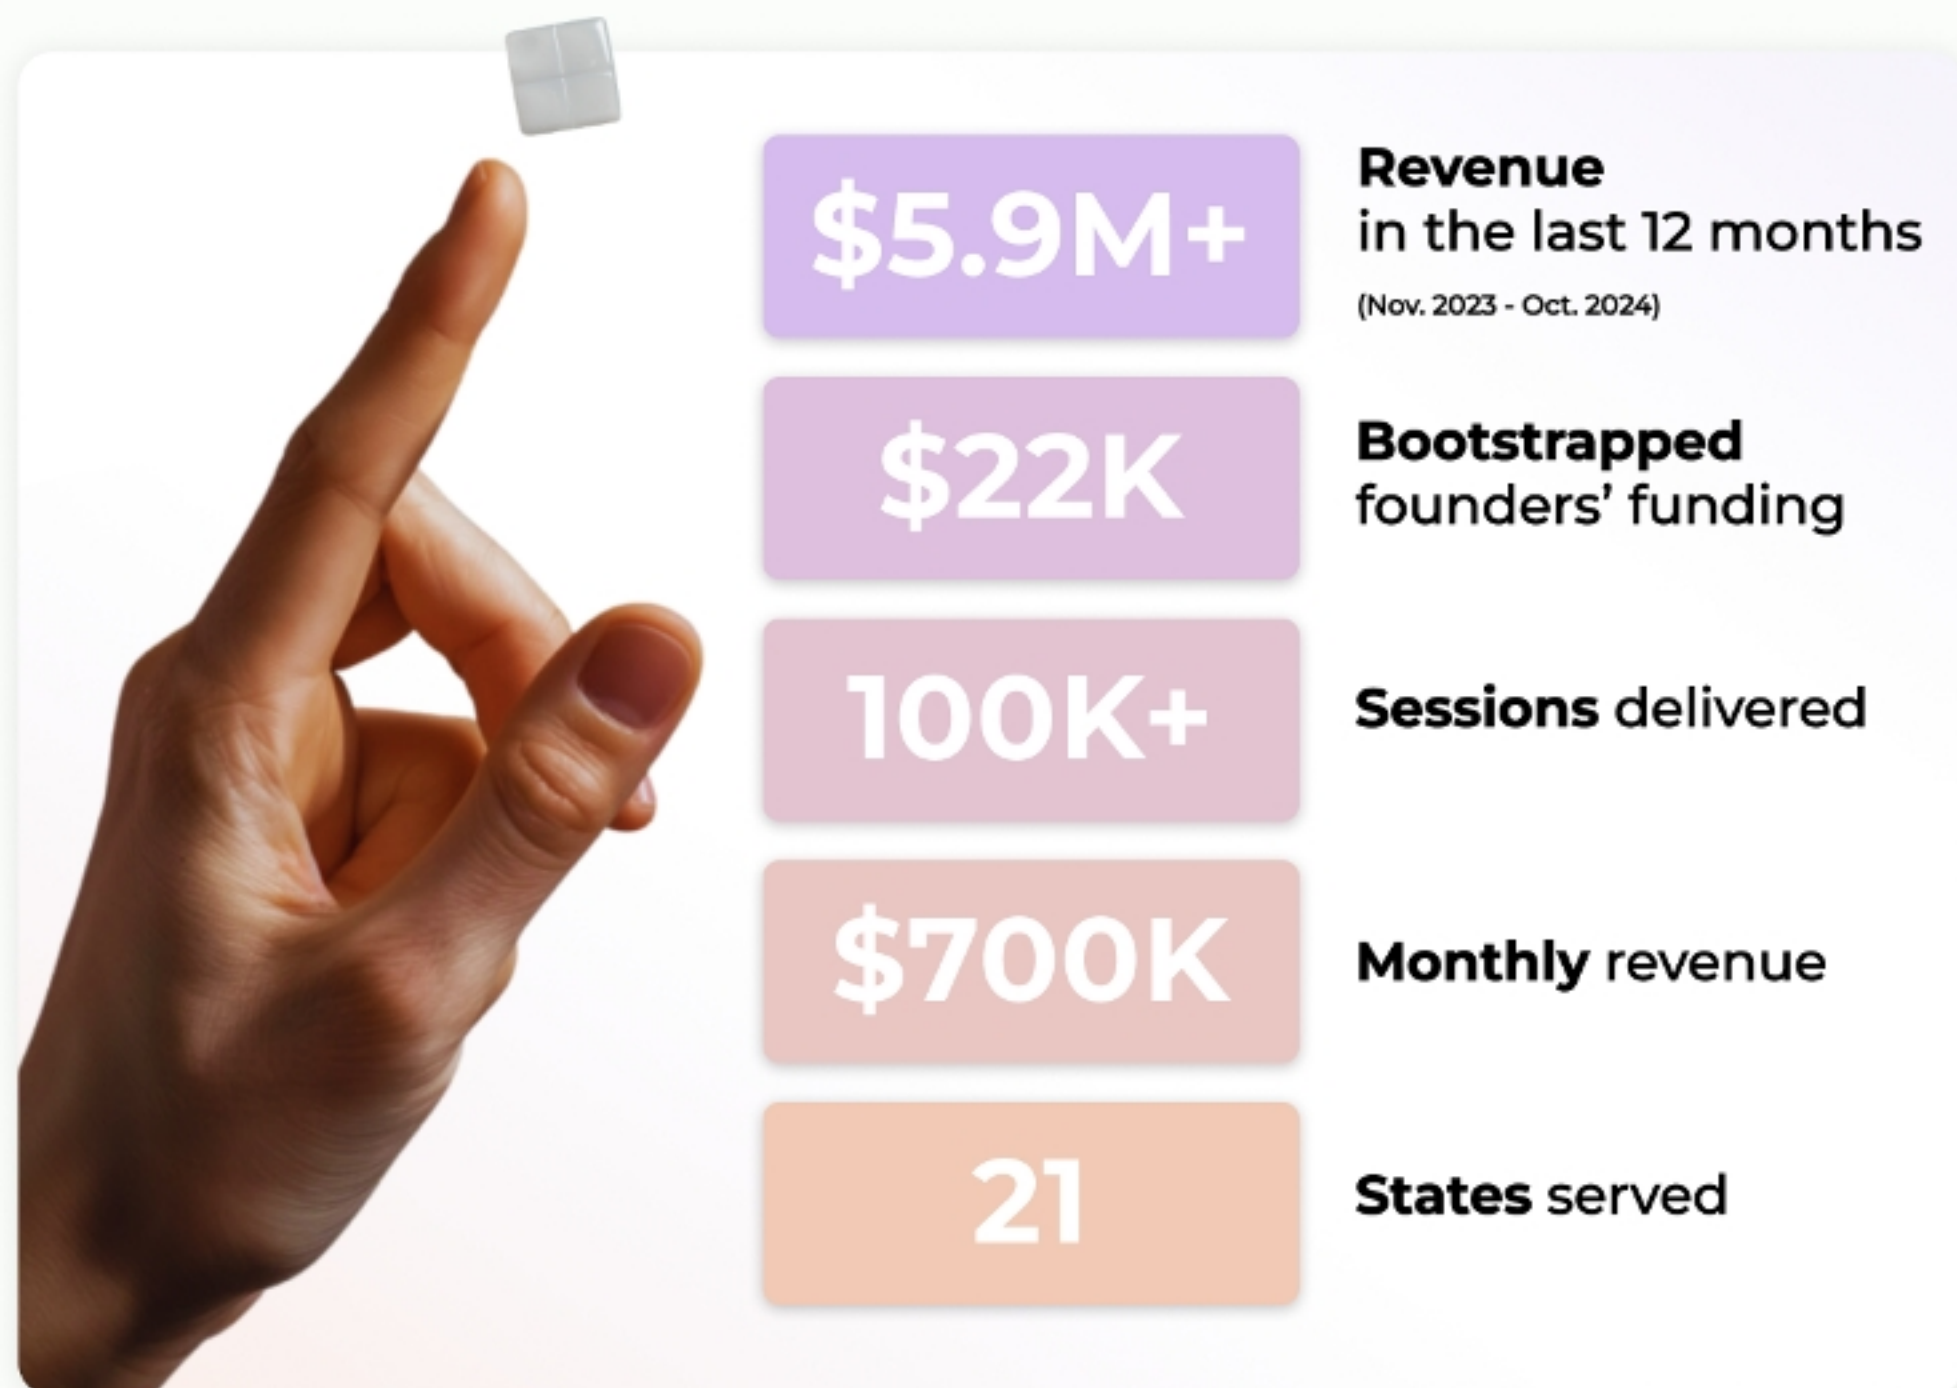 $5.9M+
Revenue
in the last 12 months
(Nov. 2023 - Oct. 2024)
$22K
Bootstrapped
founders’ funding
100K+
Sessions delivered
$700K
Monthly revenue
21
States served